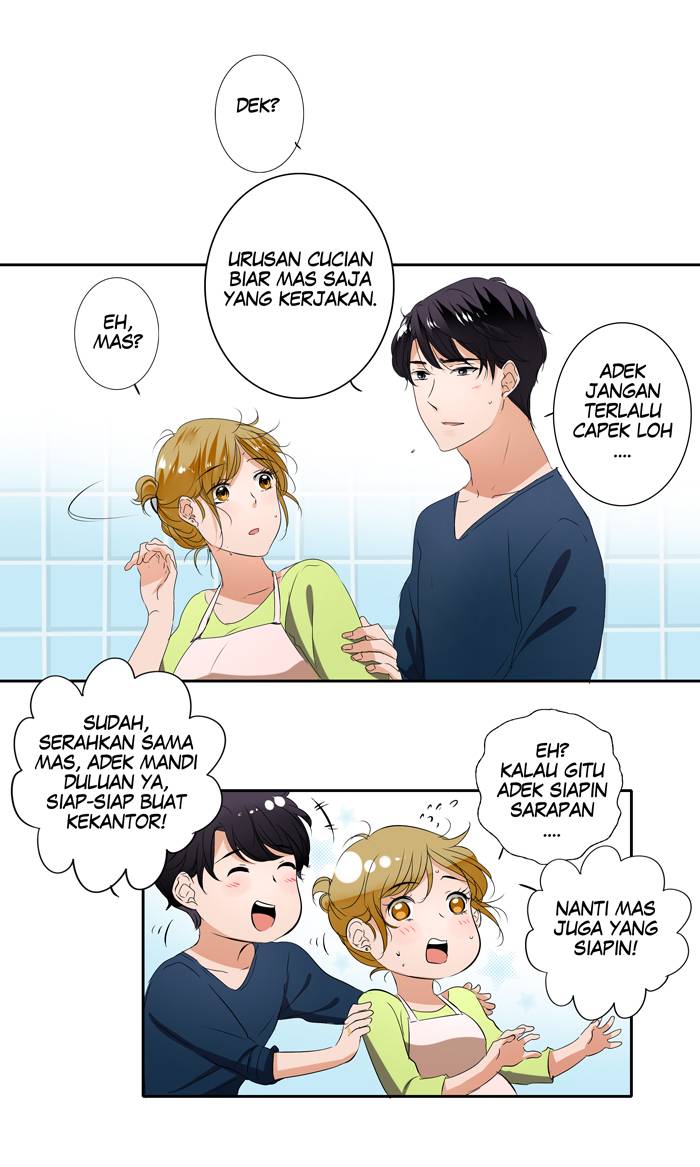 DEK?
URUSAN CUCIAN
BIAR MAS SAJA
YANG KERJAKAN.
EH,
MAS?
ADEK
JANGAN
TERLALU
CAPEK LOH
....
SUDAH,
SERAHKAN SAMA
MAS, ADEK MANDI
DULUAN YA,
SIAP-SIAP BUAT
KEKANTOR!
EH?
KALAU GITU
ADEK SIAPIN
SARAPAN
....
NANTI MAS
JUGA YANG
SIAPIN!